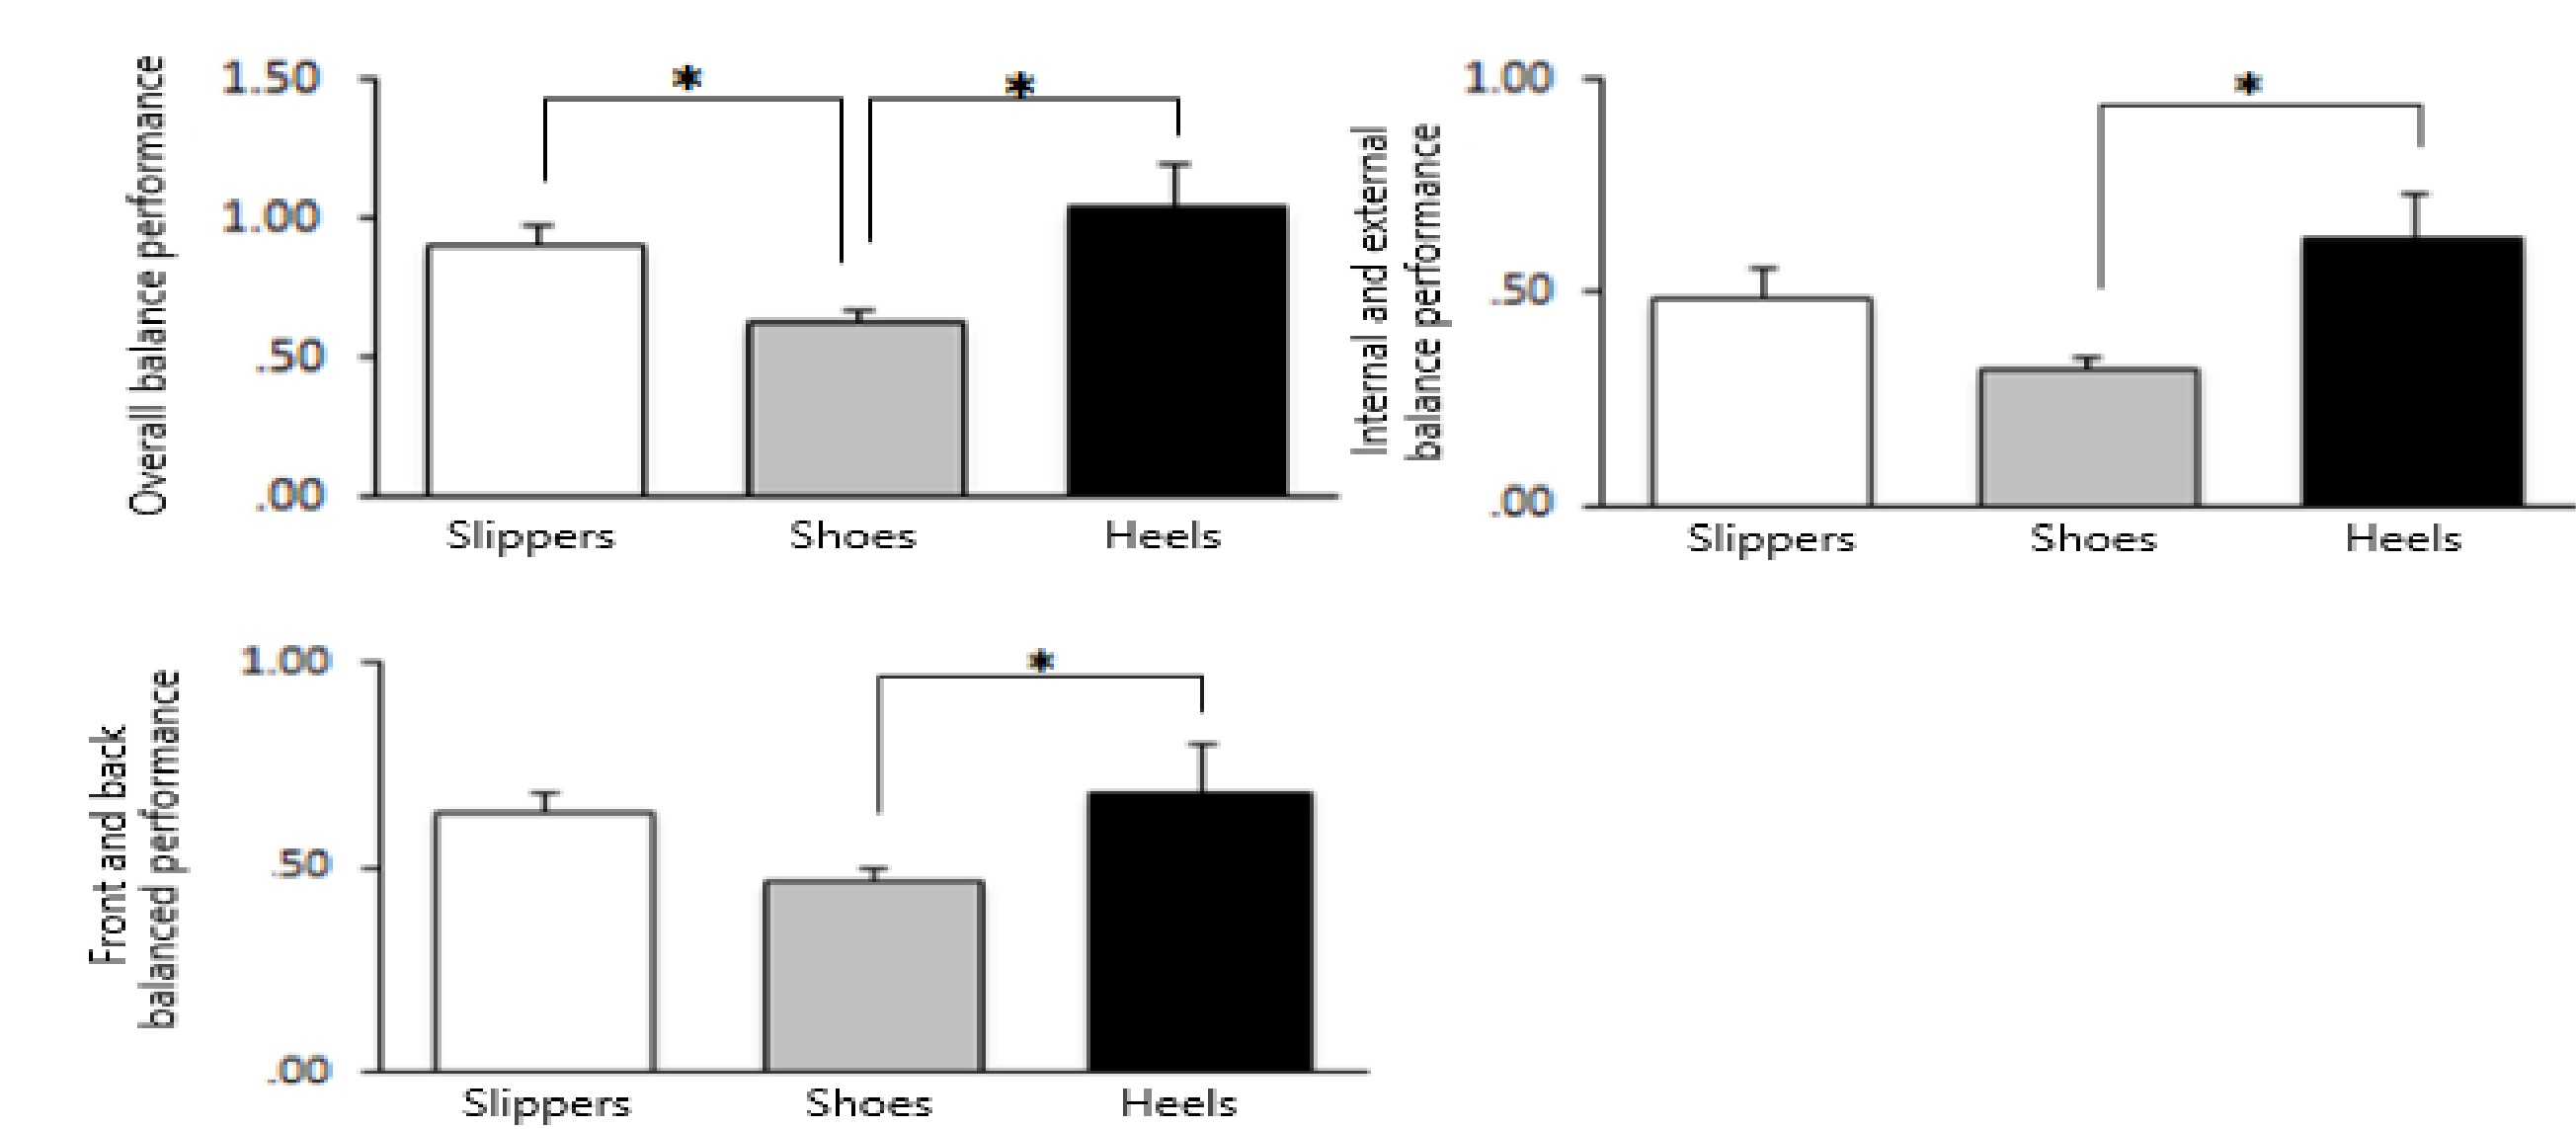 Overall balance performance
1.50
1.00
.50
.00
*
*
Slippers Shoes Heels
Internal and external
balance performance
1.00
.50
.00
*
Slippers Shoes Heels
Front and back
balanced performance
1.00
.50
.00
*
Slippers Shoes Heels